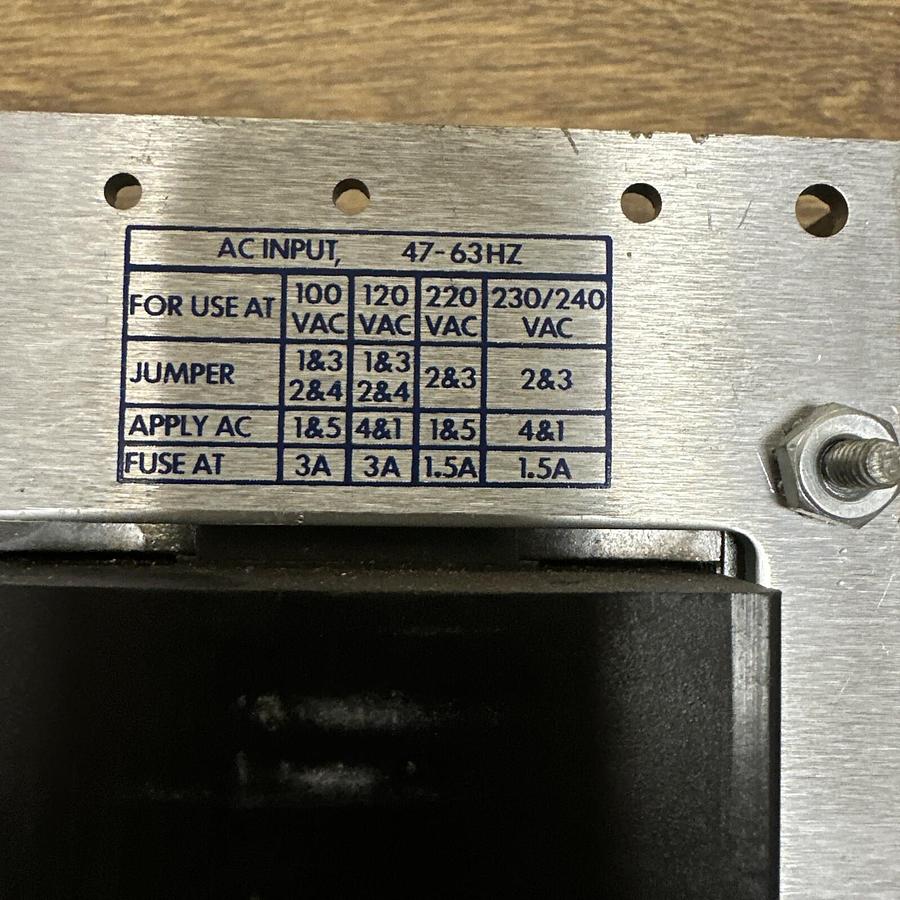 AC INPUT, 47-63HZ
FOR USE AT 100 VAC 120 VAC 220 VAC 230/240 VAC
JUMPER 1&3 2&4 1&3 2&4 2&3 2&3
APPLY AC 1&5 4&1 1&5 4&1
FUSE AT 3A 3A 1.5A 1.5A